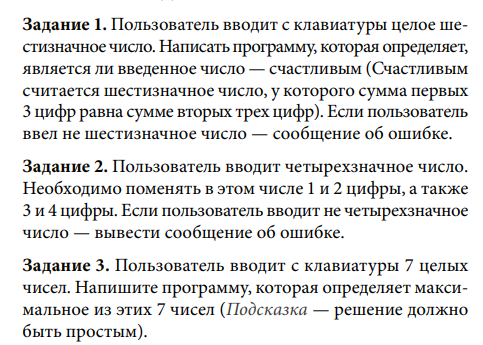 Задание 1. Пользователь вводит с клавиатуры целое ше-
стизначное число. Написать программу, которая определяет,
является ли введенное число — счастливым (Счастливым
считается шестизначное число, у которого сумма первых
3 цифр равна сумме вторых трех цифр). Если пользователь
ввел не шестизначное число — сообщение об ошибке.
Задание 2. Пользователь вводит четырехзначное число.
Необходимо поменять в этом числе 1 и 2 цифры, а также
3 и 4 цифры. Если пользователь вводит не четырехзначное
число — вывести сообщение об ошибке.
Задание 3. Пользователь вводит с клавиатуры 7 целых
чисел. Напишите программу, которая определяет макси-
мальное из этих 7 чисел (Подсказка — решение должно
быть простым).